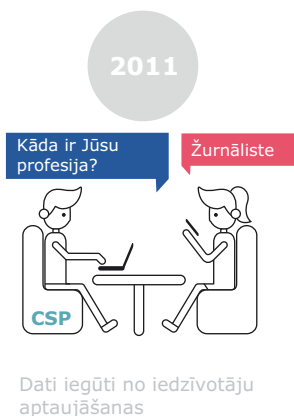 2011
Kāda ir Jūsu
profesija?
Žurnāliste
CSP
Dati iegūti no iedzīvotāju
aptaujāšanas